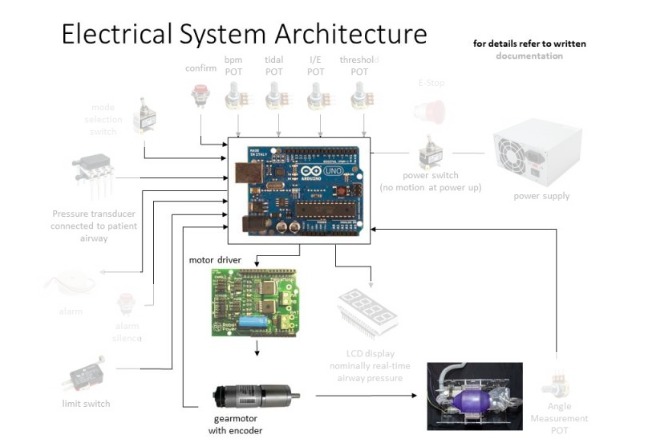 Electrical System Architecture
for details refer to written
documentation
confirm
bpm
POT
tidal
POT
I/E
POT
threshold
POT
E-Stop
mode
selection
switch
ARDUINO
UNO
power switch
(no motion at power up)
power supply
Pressure transducer
connected to patient
airway
motor driver
alarm
alarm
silence
LCD display
nominally real-time
airway pressure
limit switch
gearmotor
with encoder
Angle
Measurement
POT